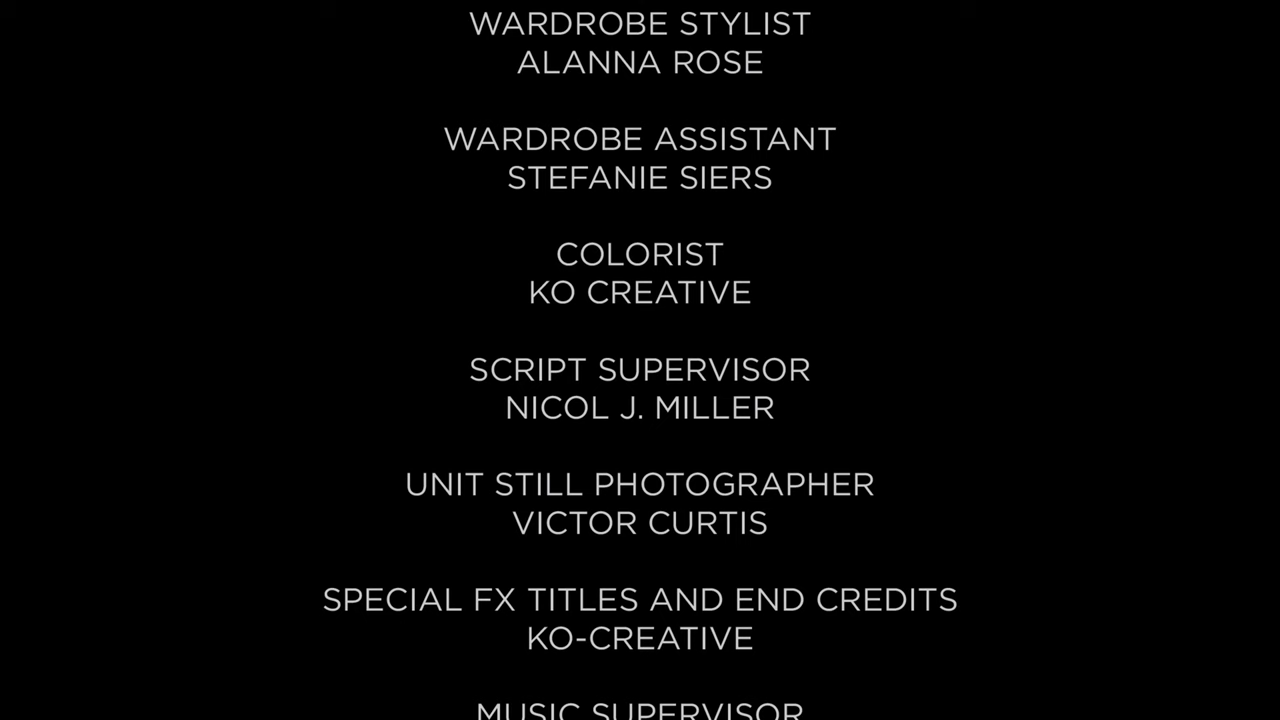 WARDROBE STYLIST
ALANNA ROSE
WARDROBE ASSISTANT
STEFANIE SIERS
COLORIST
KO CREATIVE
SCRIPT SUPERVISOR
NICOL J. MILLER
UNIT STILL PHOTOGRAPHER
VICTOR CURTIS
SPECIAL FX TITLES AND END CREDITS
KO-CREATIVE
MUSIC SUPERVISOR